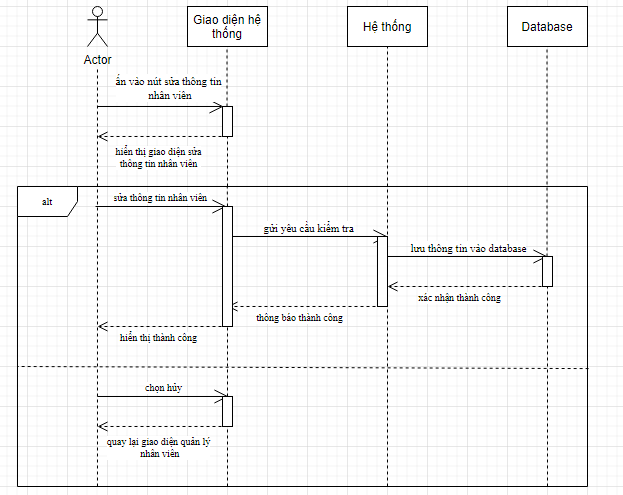 Giao diện hệ
thống
Hệ thống
Database
Actor
ấn vào nút sửa thông tin
nhân viên
hiển thị giao diện sửa
thông tin nhân viên
alt
sửa thông tin nhân viên
gửi yêu cầu kiểm tra
lưu thông tin vào database
xác nhận thành công
thông báo thành công
hiển thị thành công
chọn hủy
quay lại giao diện quản lý
nhân viên